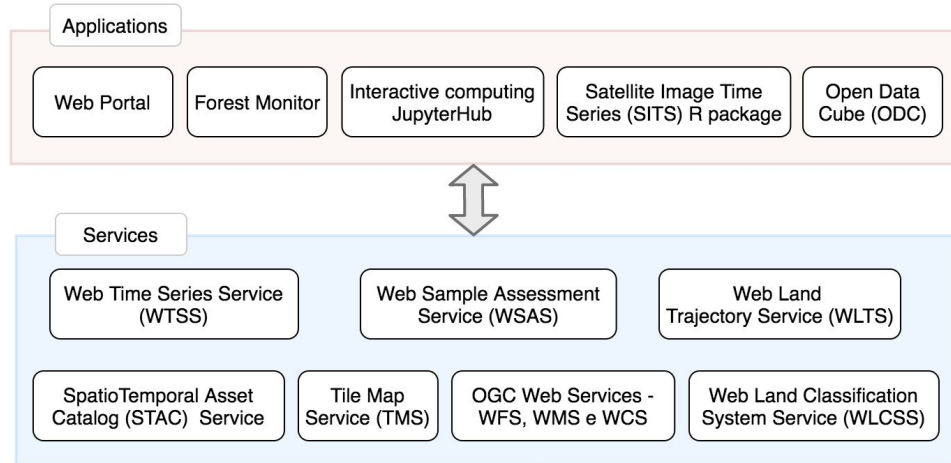 Applications
Web Portal
Forest Monitor
Interactive computing
JupyterHub
Satellite Image Time
Series (SITS) R package
Open Data
Cube (ODC)
Services
Web Time Series Service
(WTSS)
Web Sample Assessment
Service (WSAS)
Web Land
Trajectory Service (WLTS)
SpatioTemporal Asset
Catalog (STAC) Service
Tile Map
Service (TMS)
OGC Web Services -
WFS, WMS e WCS
Web Land Classification
System Service (WLCSS)